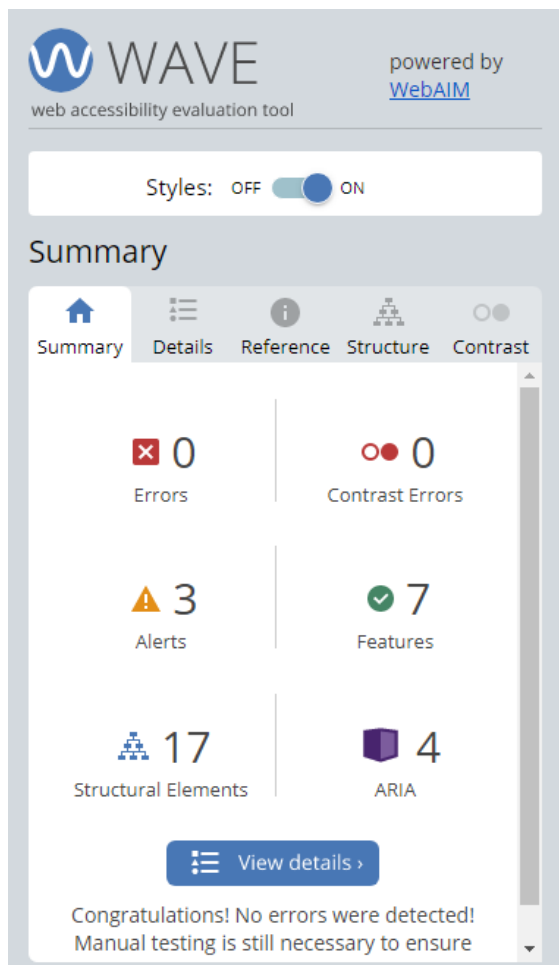 WAVE
powered by
WebAIM
web accessibility evaluation tool
Styles: OFF ON
Summary
Summary Details Reference Structure Contrast
0 0
Errors Contrast Errors
3 7
Alerts Features
17 4
Structural Elements ARIA
View details ›
Congratulations! No errors were detected!
Manual testing is still necessary to ensure